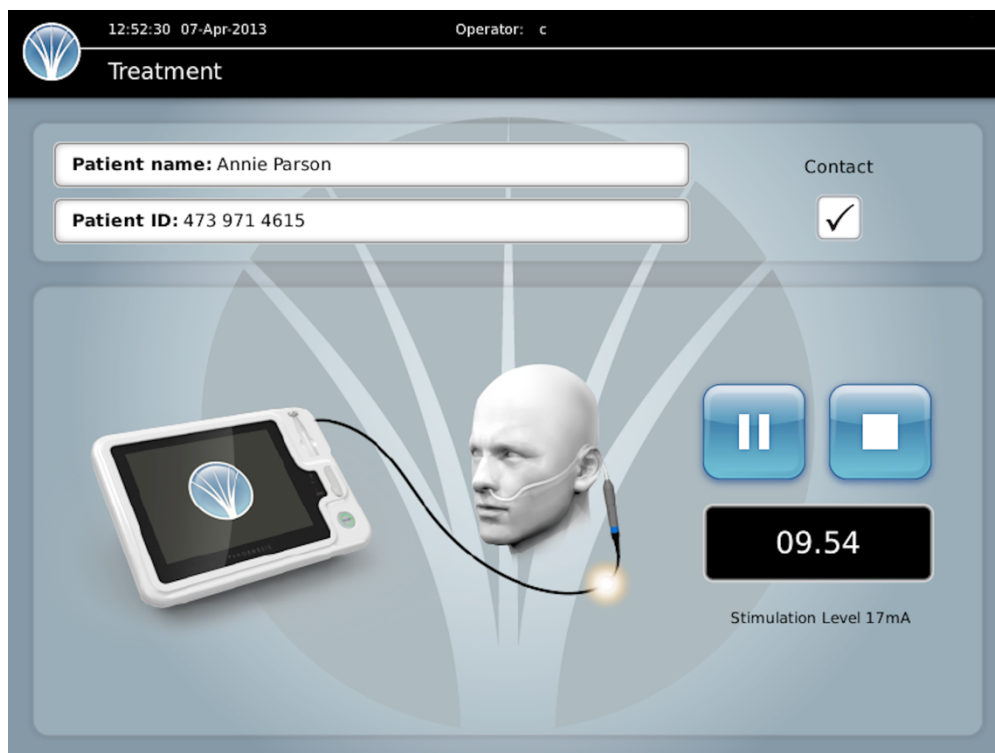 12:52:30 07-Apr-2013 Operator: c
Treatment
Patient name: Annie Parson
Contact
Patient ID: 473 971 4615
09.54
Stimulation Level 17mA